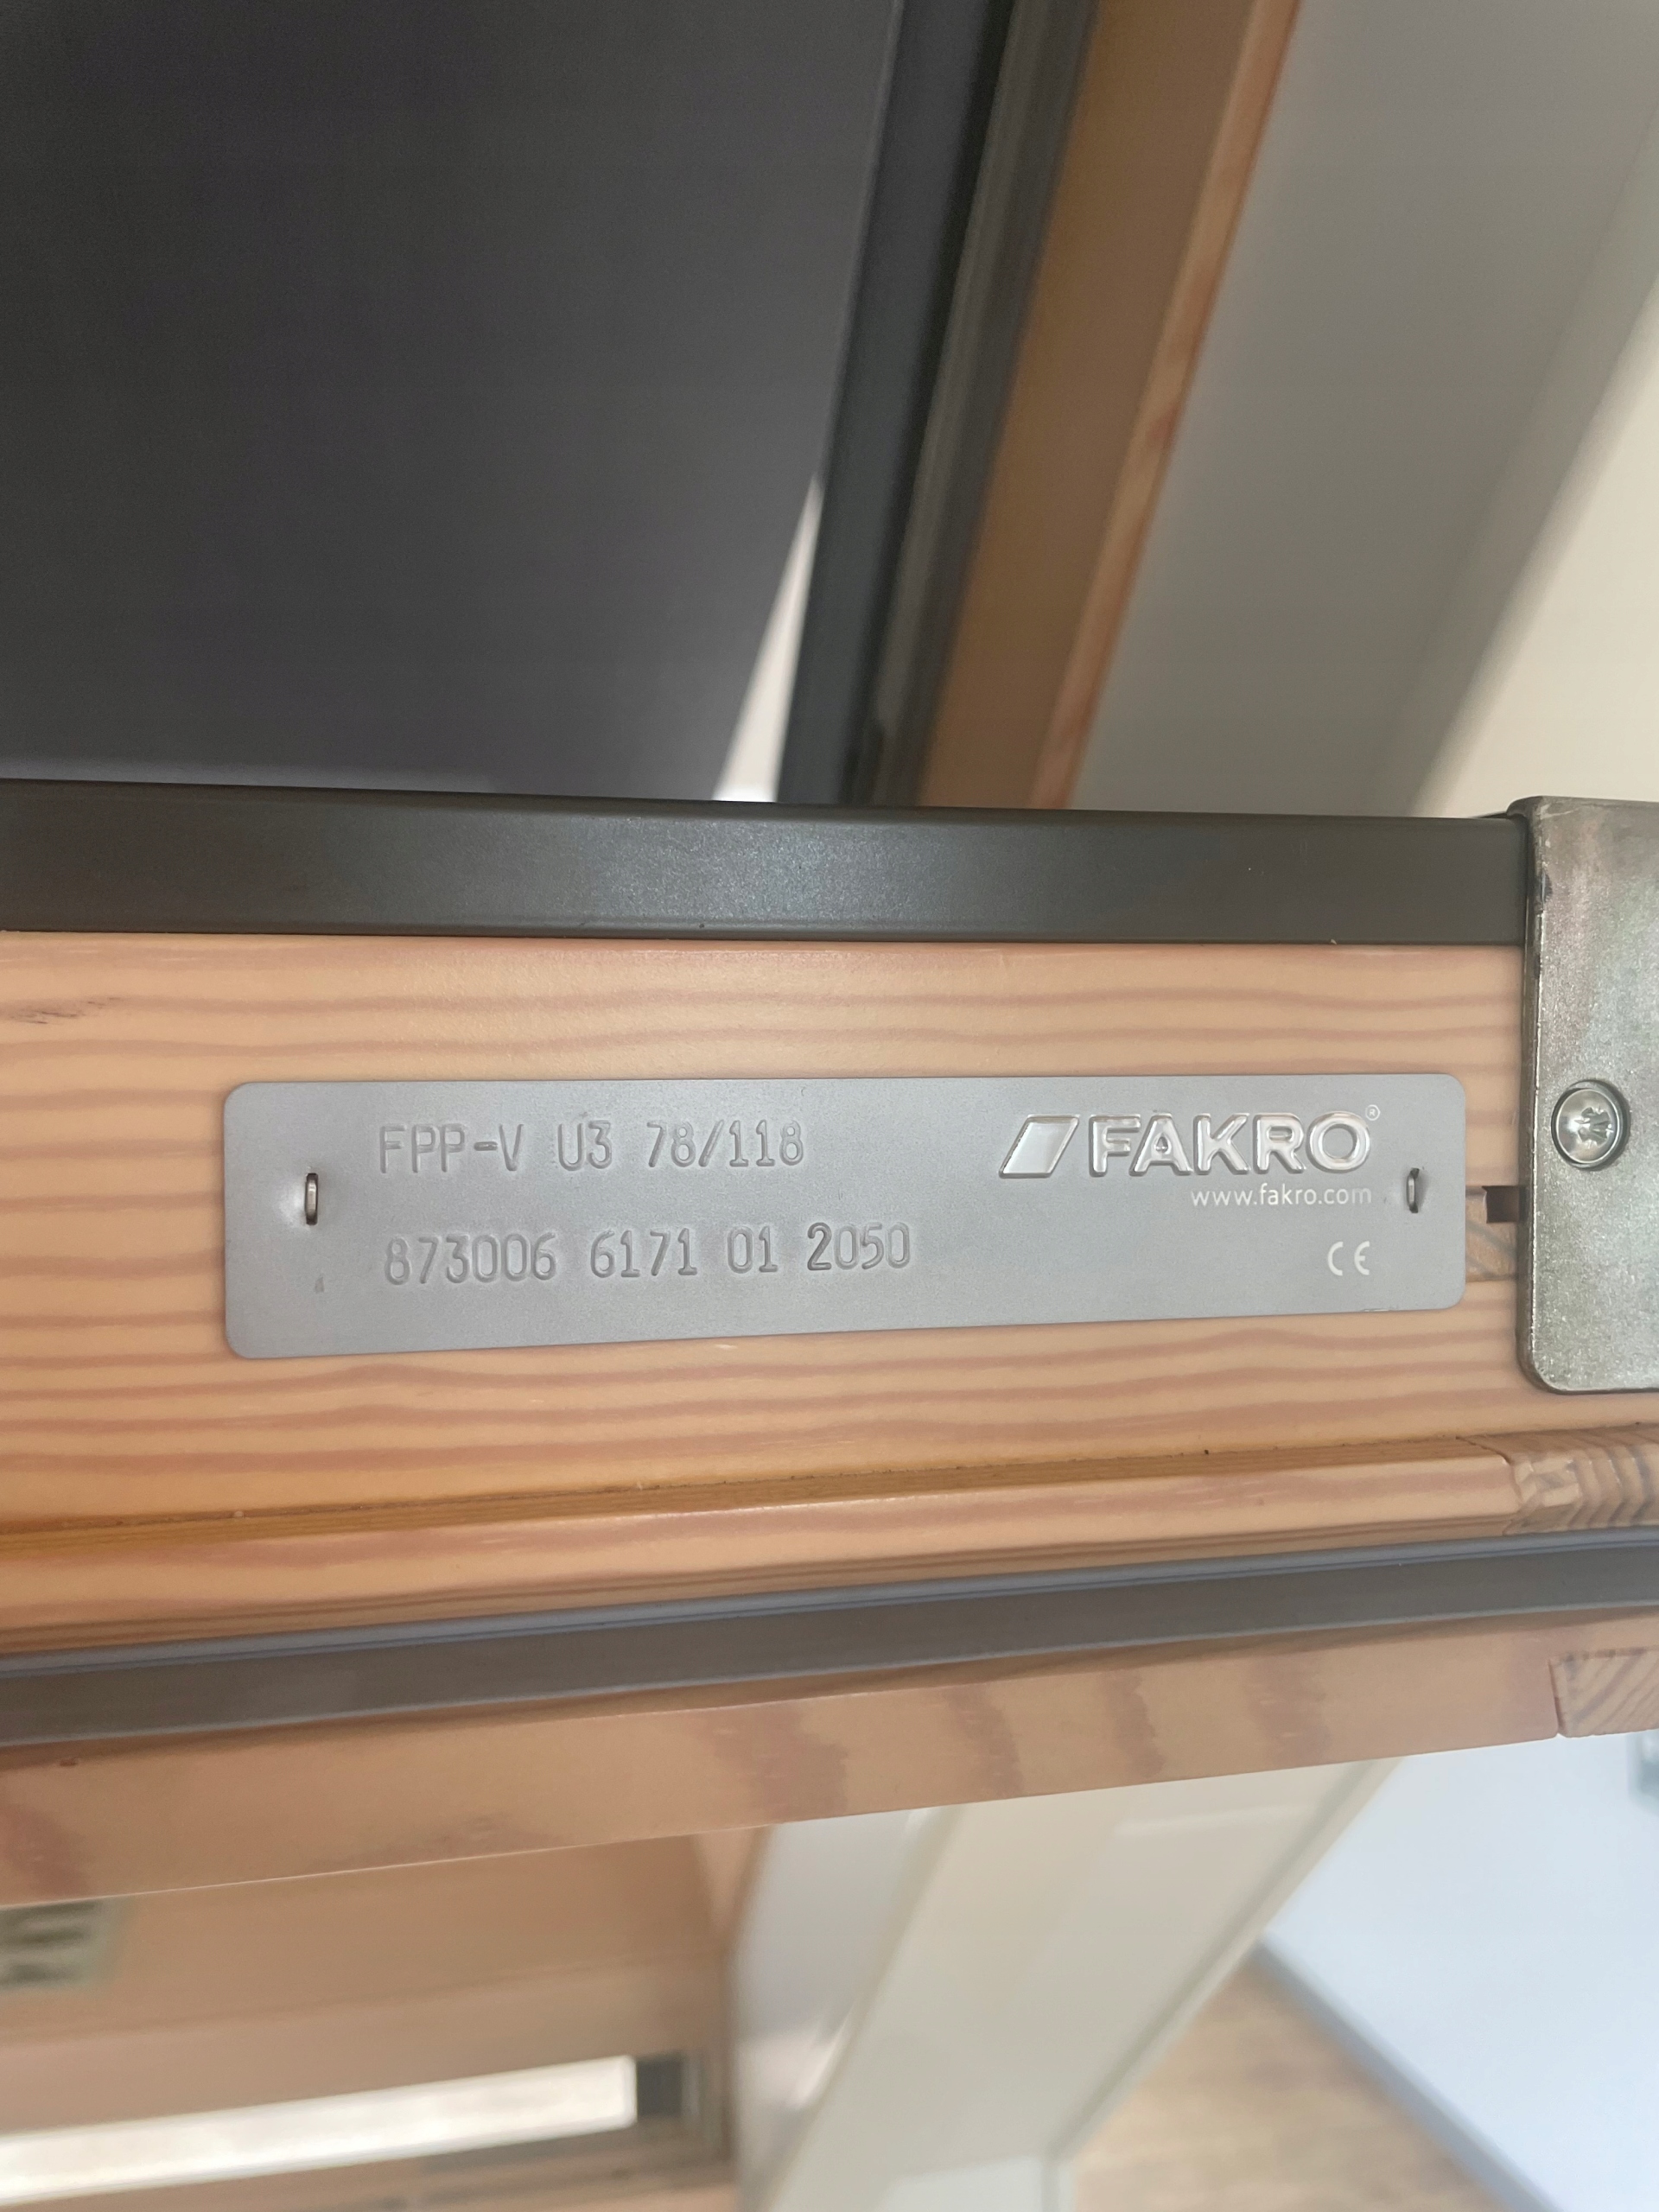 FPP-V U3 78/118
FAKRO®
www.fakro.com
873006 6171 01 2050
CE